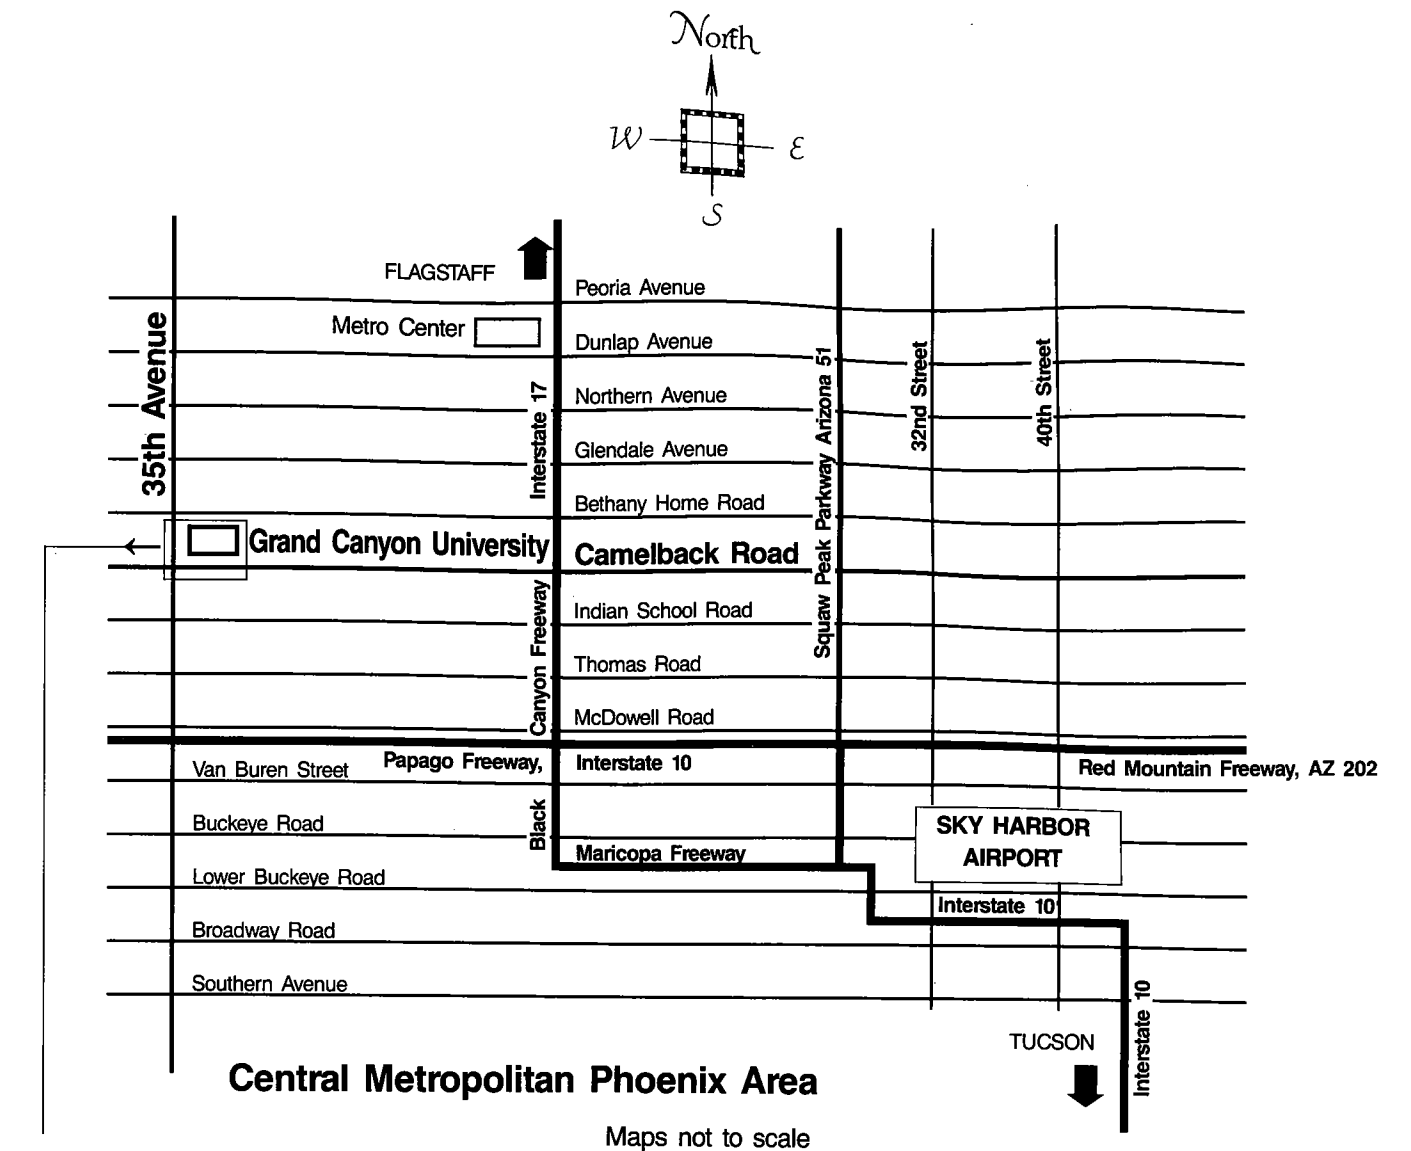 North
W
E
S
FLAGSTAFF
Peoria Avenue
Metro Center
Dunlap Avenue
35th Avenue
Interstate 17
Northern Avenue
Squaw Peak Parkway Arizona 51
32nd Street
40th Street
Glendale Avenue
Bethany Home Road
Grand Canyon University
Camelback Road
Black Canyon Freeway
Indian School Road
Thomas Road
McDowell Road
Papago Freeway, Interstate 10
Red Mountain Freeway, AZ 202
Van Buren Street
Buckeye Road
SKY HARBOR
AIRPORT
Maricopa Freeway
Lower Buckeye Road
Interstate 10
Broadway Road
Southern Avenue
Interstate 10
TUCSON
Central Metropolitan Phoenix Area
Maps not to scale